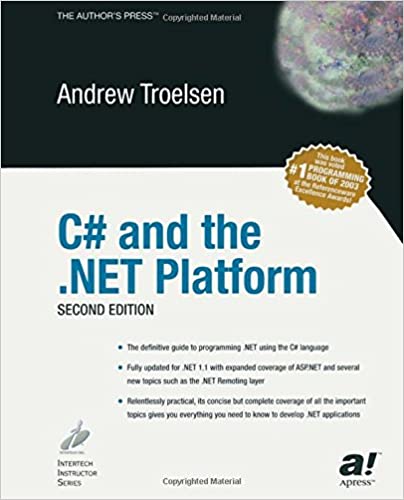 Copyrighted Material
THE AUTHOR'S PRESS™
Andrew Troelsen
This book was voted
#1 PROGRAMMING
BOOK OF 2003
at the Referenceware
Excellence Awards!
C# and the
.NET Platform
SECOND EDITION
• The definitive guide to programming .NET using the C# language
• Fully updated for .NET 1.1 with expanded coverage of ASP.NET and several
new topics such as the .NET Remoting layer
• Relentlessly practical, its concise but complete coverage of all the important
topics gives you everything you need to know to develop .NET applications
INTERTECH
INSTRUCTOR
SERIES
a!
Apress™
Copyrighted Material